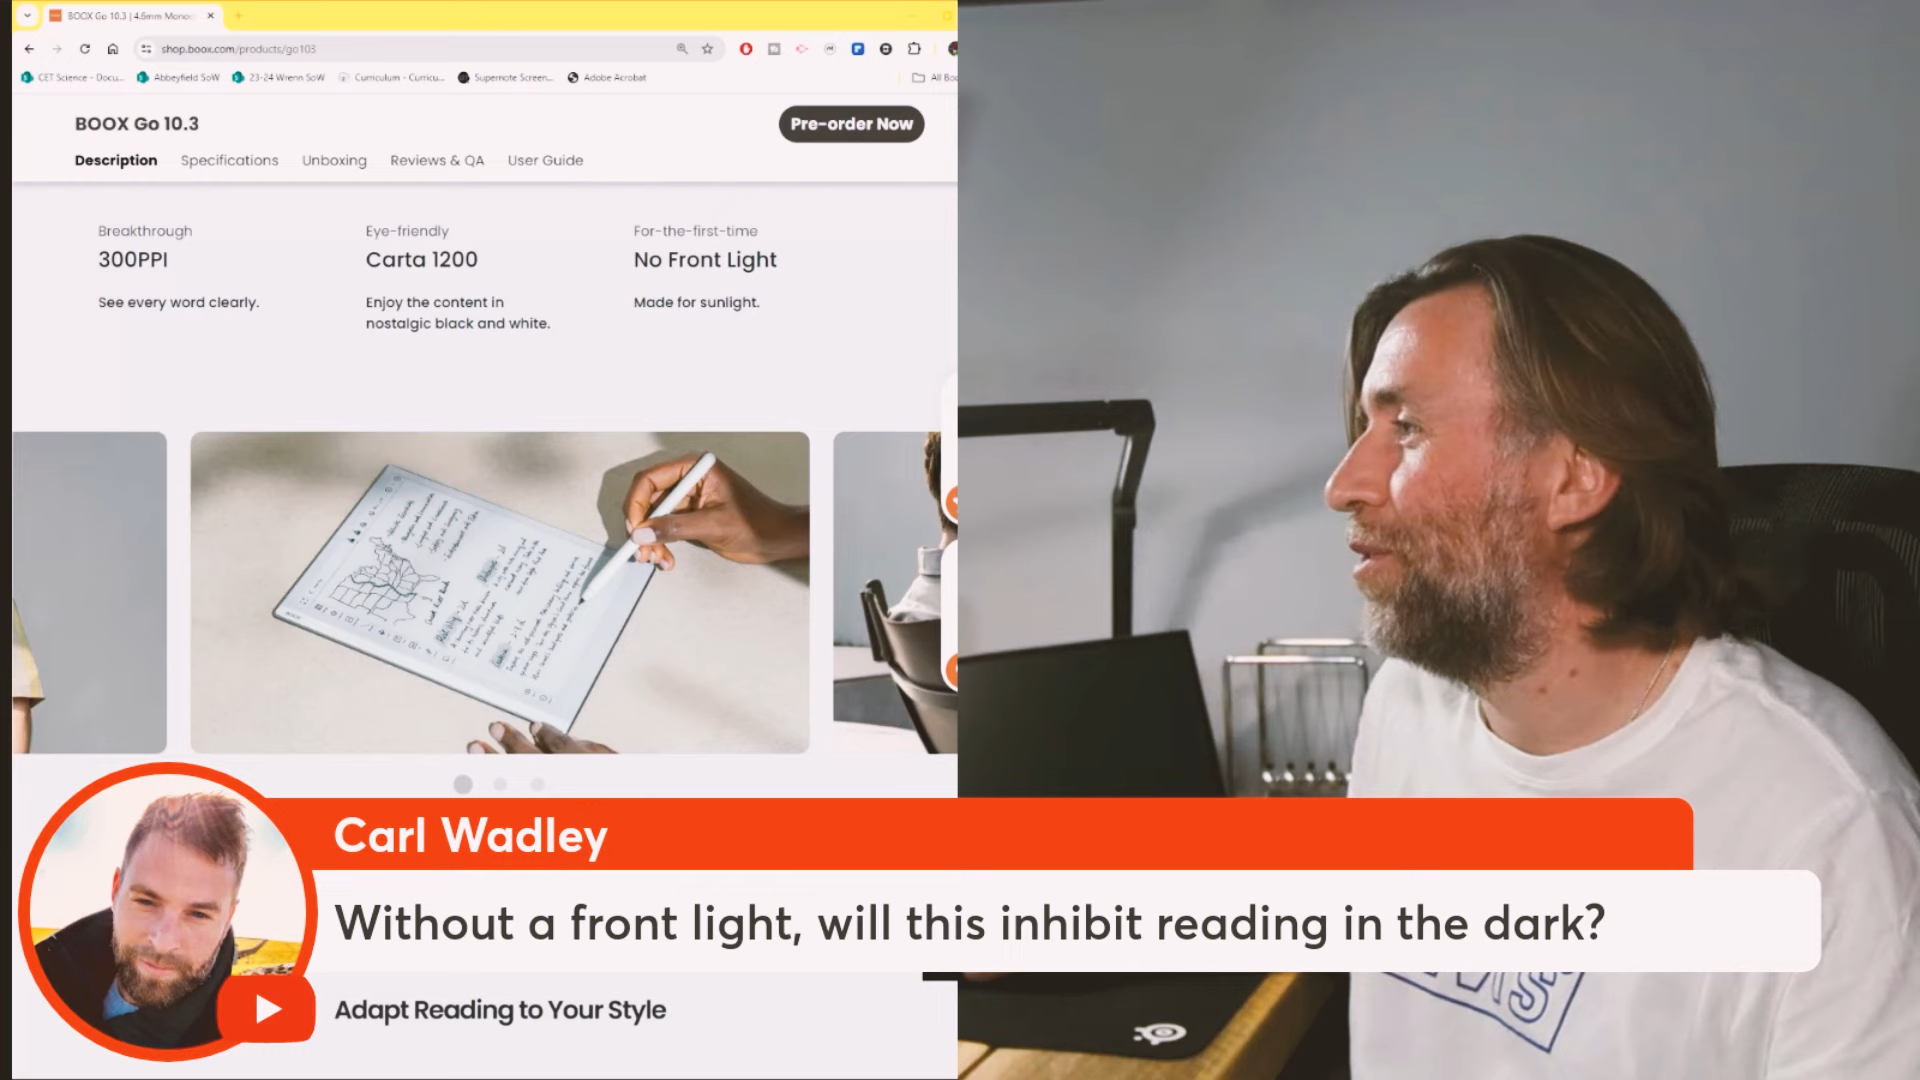 BOOX Go 10.3 | 4.6mm Mono
shop.boox.com/products/go103
CET Science - Docu...
Abbeyfield SoW
23-24 Wrenn SoW
Curriculum - Curricu...
Supernote Screen...
Adobe Acrobat
All Boo
BOOX Go 10.3
Pre-order Now
Description
Specifications
Unboxing
Reviews & QA
User Guide
Breakthrough
300PPI
See every word clearly.
Eye-friendly
Carta 1200
Enjoy the content in
nostalgic black and white.
For-the-first-time
No Front Light
Made for sunlight.
Carl Wadley
Without a front light, will this inhibit reading in the dark?
Adapt Reading to Your Style